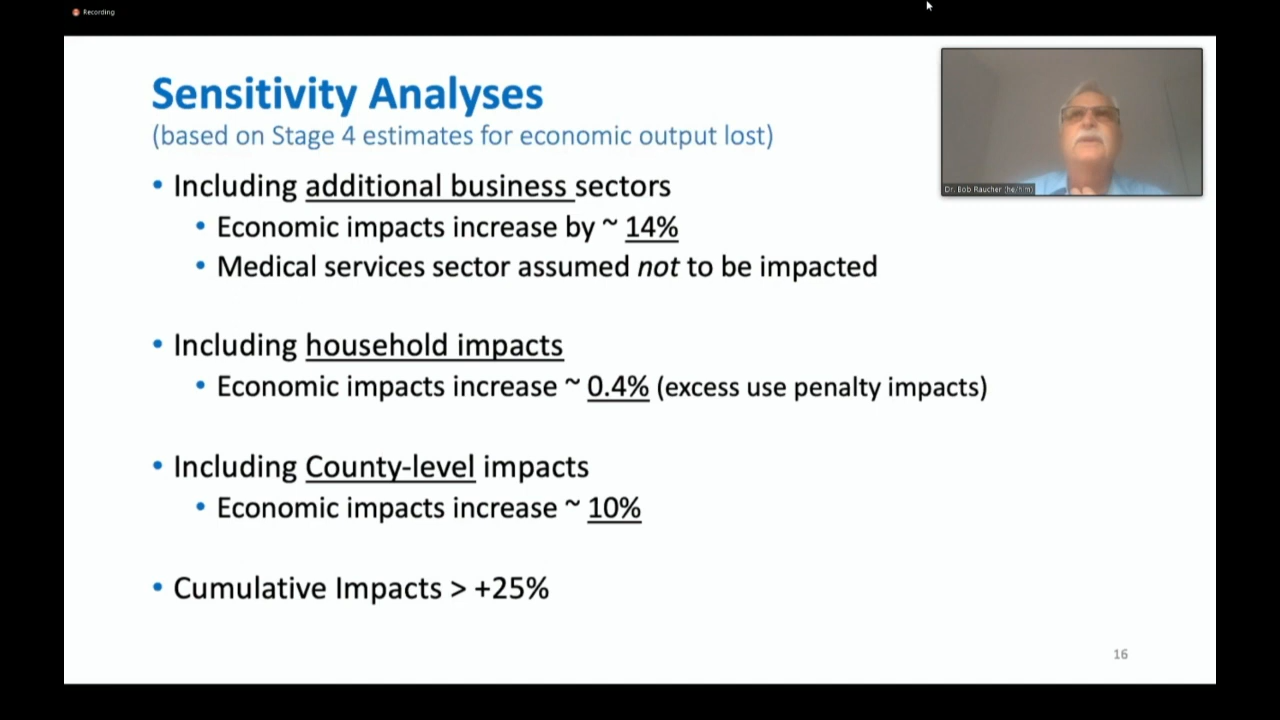 Recording
Sensitivity Analyses
(based on Stage 4 estimates for economic output lost)
• Including additional business sectors
• Economic impacts increase by ~ 14%
• Medical services sector assumed not to be impacted
• Including household impacts
• Economic impacts increase ~ 0.4% (excess use penalty impacts)
• Including County-level impacts
• Economic impacts increase ~ 10%
• Cumulative Impacts > +25%
Dr. Bob Raucher (he/him)
16